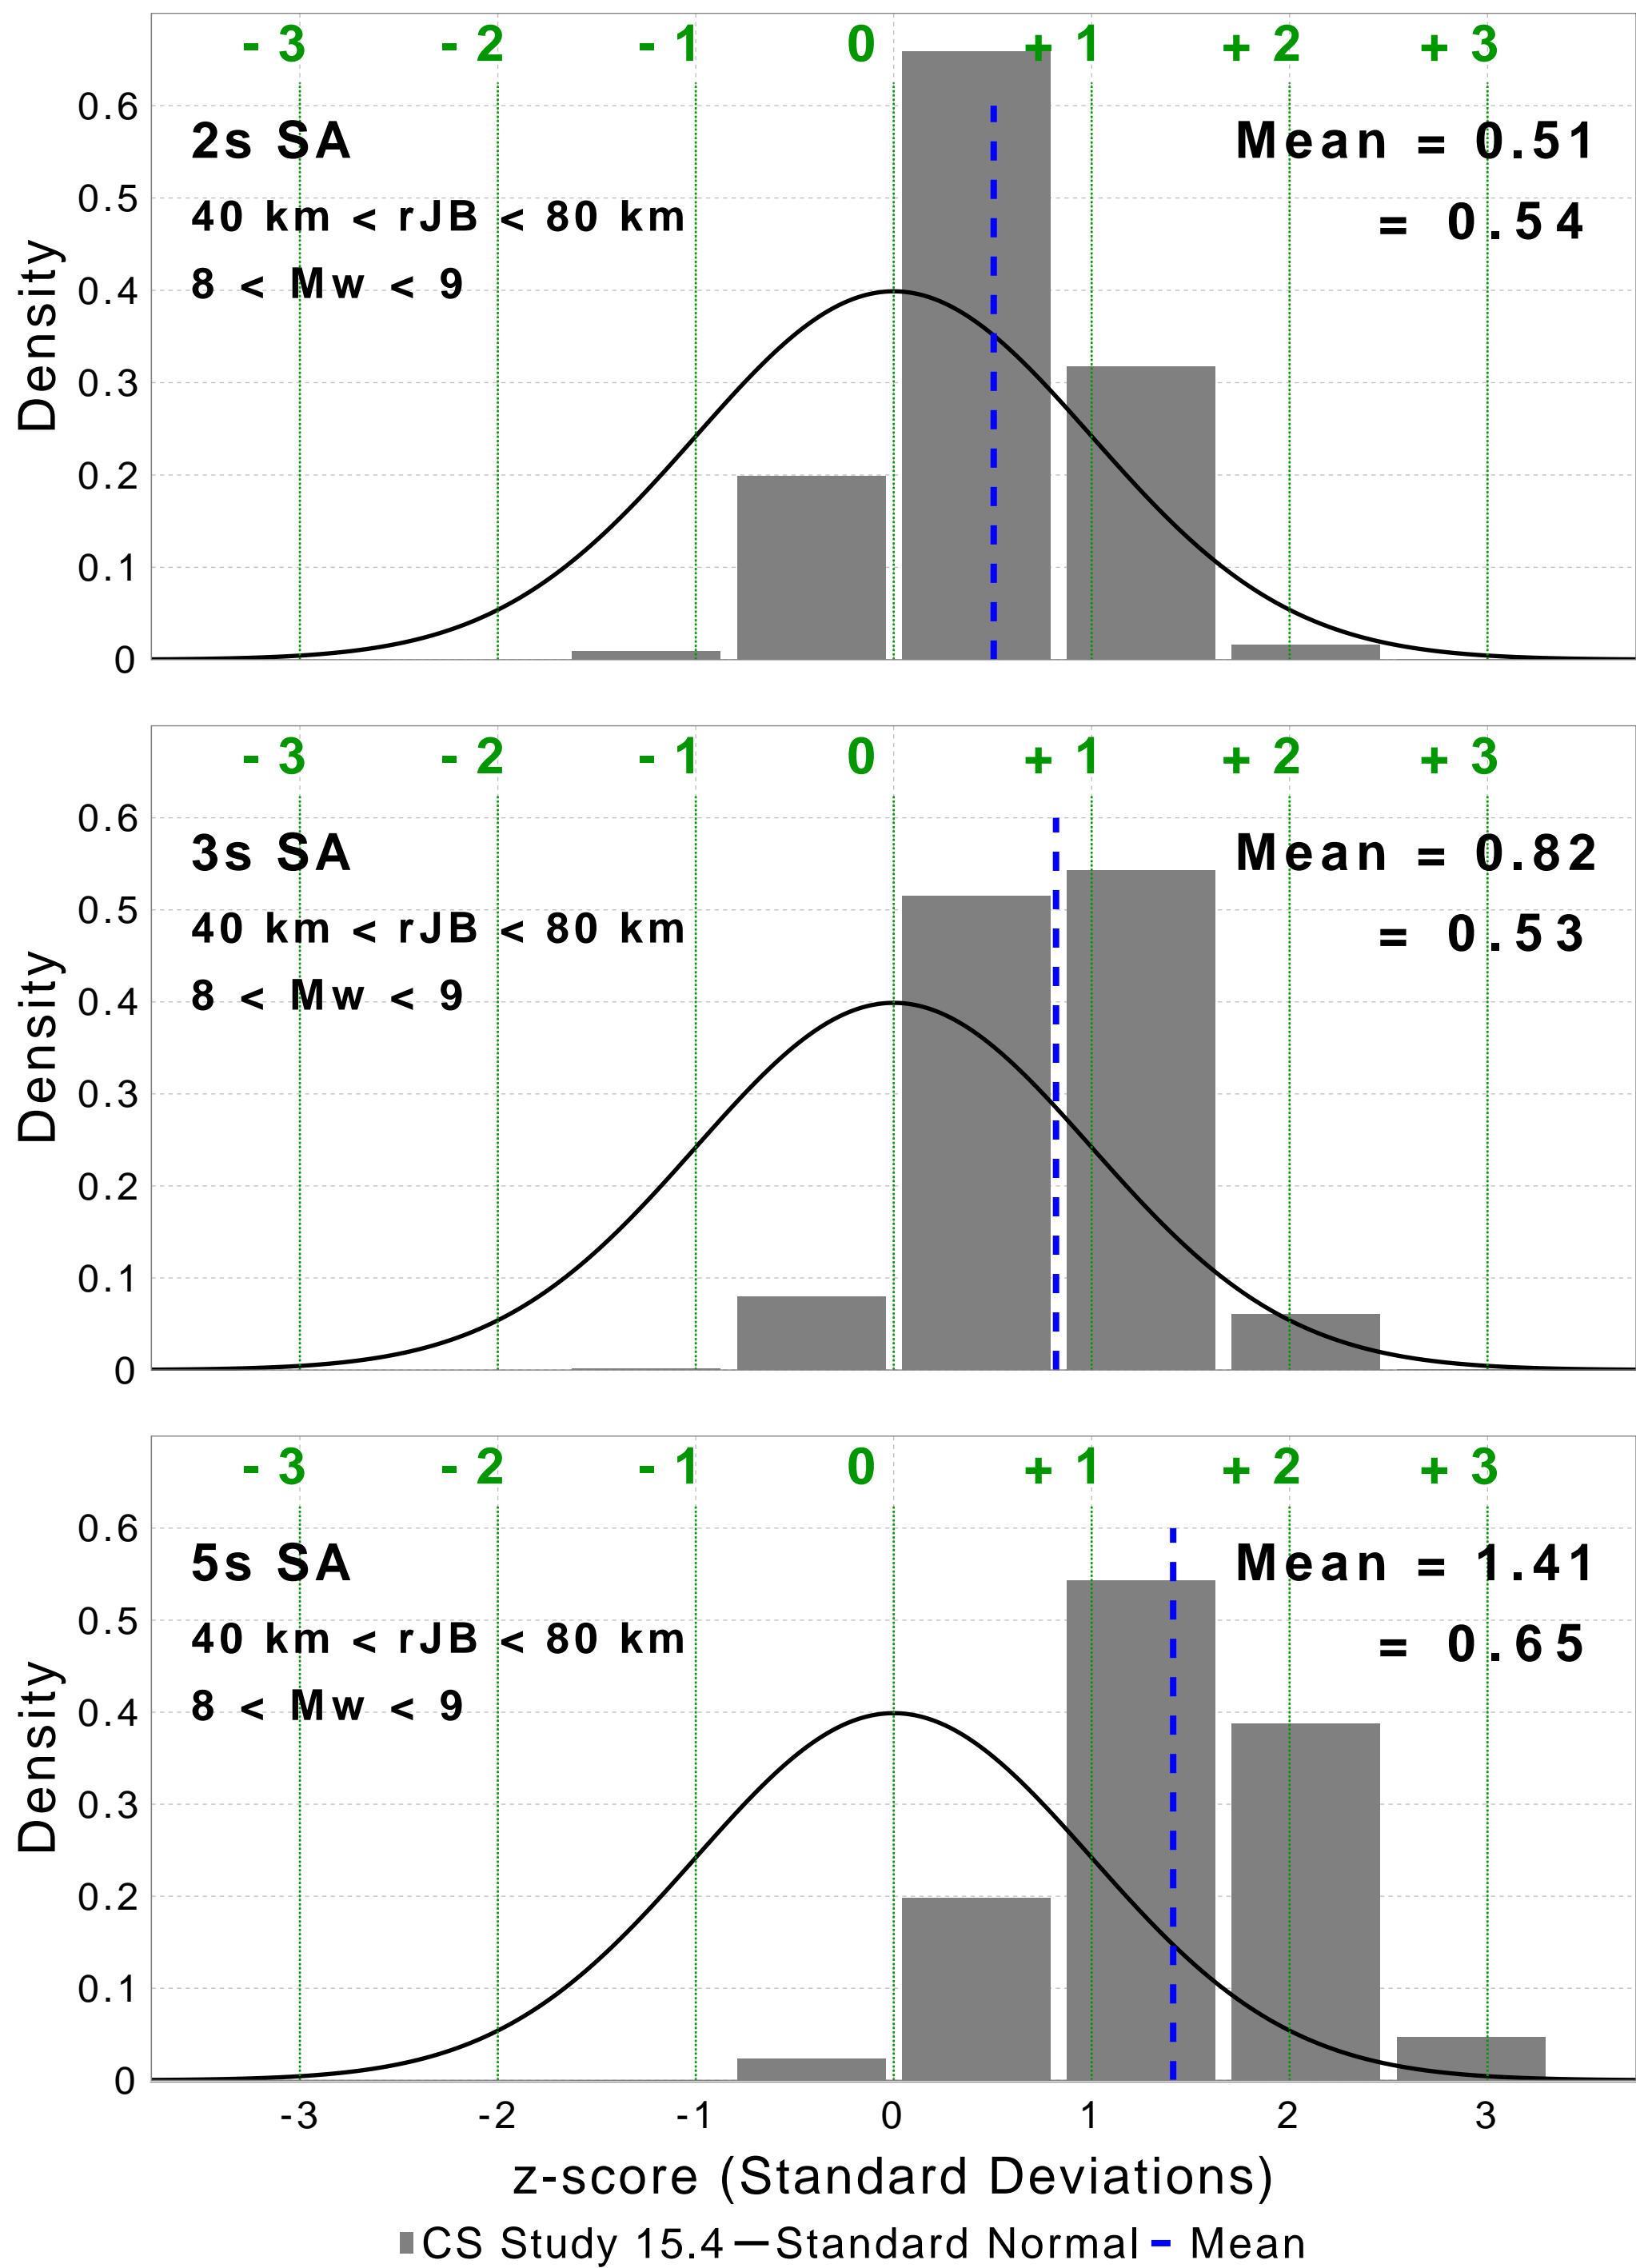 - 3 - 2 - 1 0 + 1 + 2 + 3
0.6
2s SA
Mean = 0.51
0.5
40 km < rJB < 80 km
= 0.54
8 < Mw < 9
0.4
0.3
0.2
0.1
0
Density
- 3 - 2 - 1 0 + 1 + 2 + 3
0.6
3s SA
Mean = 0.82
0.5
40 km < rJB < 80 km
= 0.53
8 < Mw < 9
0.4
0.3
0.2
0.1
0
Density
- 3 - 2 - 1 0 + 1 + 2 + 3
0.6
5s SA
Mean = 1.41
0.5
40 km < rJB < 80 km
= 0.65
8 < Mw < 9
0.4
0.3
0.2
0.1
0
Density
-3 -2 -1 0 1 2 3
z-score (Standard Deviations)
CS Study 15.4 Standard Normal Mean